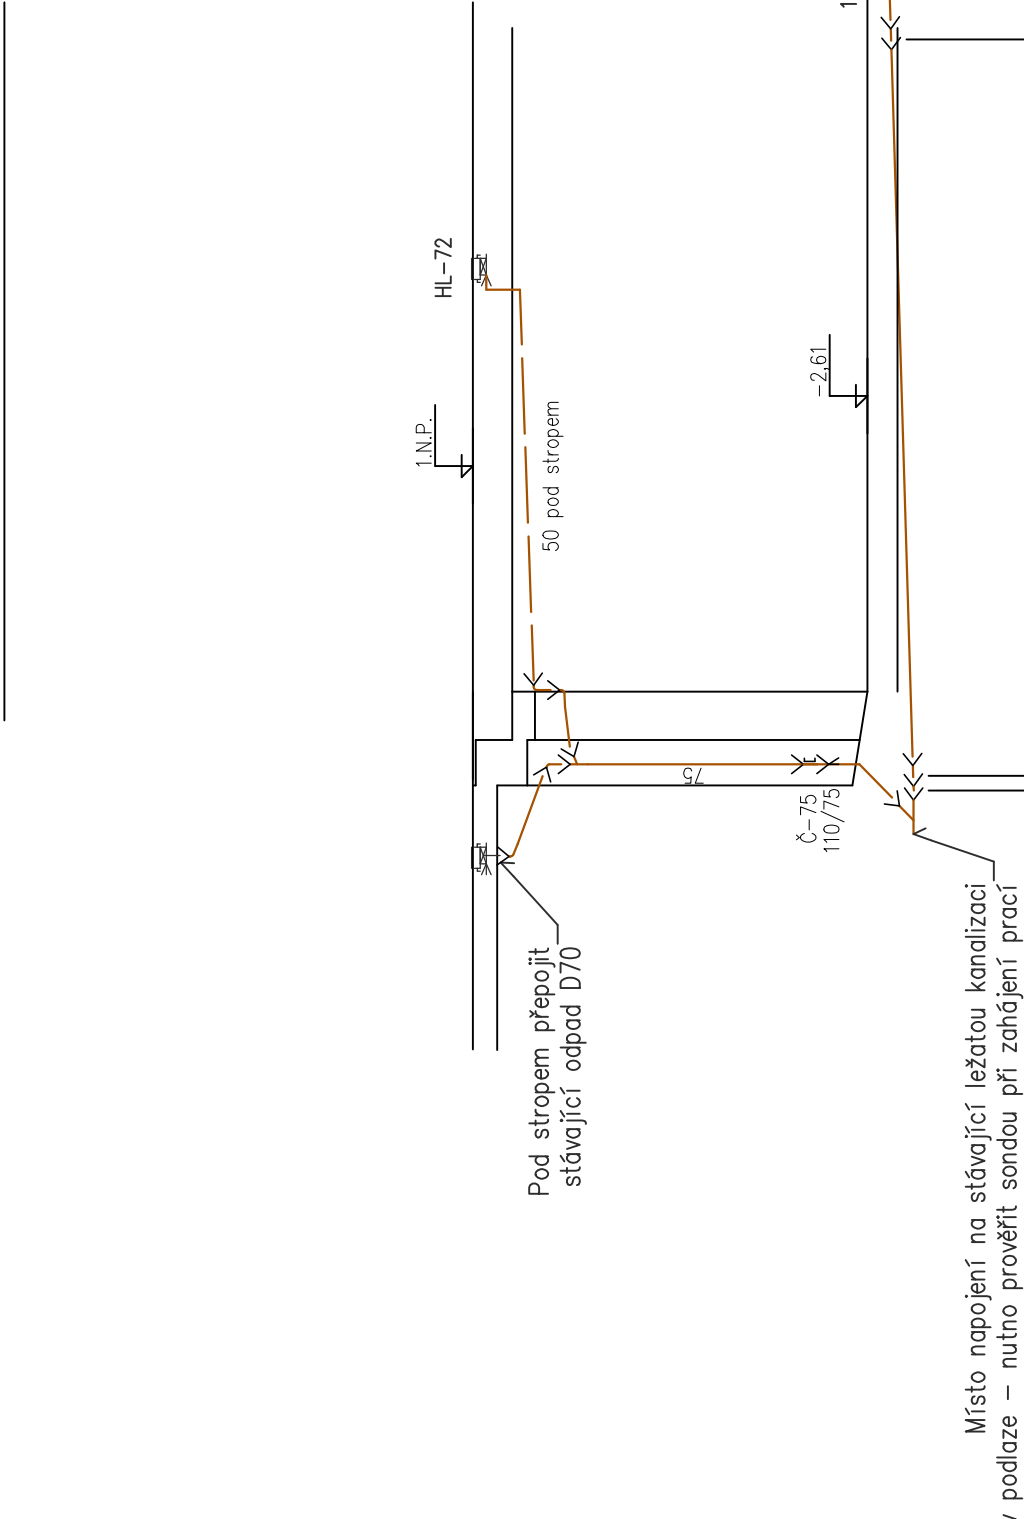 HL-72
1.N.P.
50 pod stropem
-2,61
75
Č-75
110/75
Pod stropem přepojit
stávající odpad D70
Místo napojení na stávající ležatou kanalizaci
podlaze - nutno prověřit sondou při zahájení prací